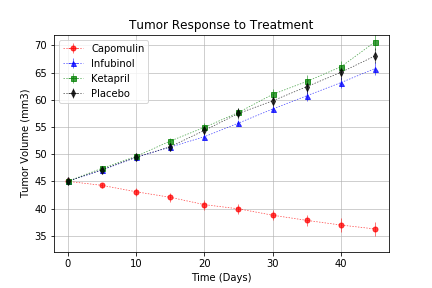 Tumor Response to Treatment
Tumor Volume (mm3)
70
65
60
55
50
45
40
35
Capomulin
Infubinol
Ketapril
Placebo
0
10
20
30
40
Time (Days)